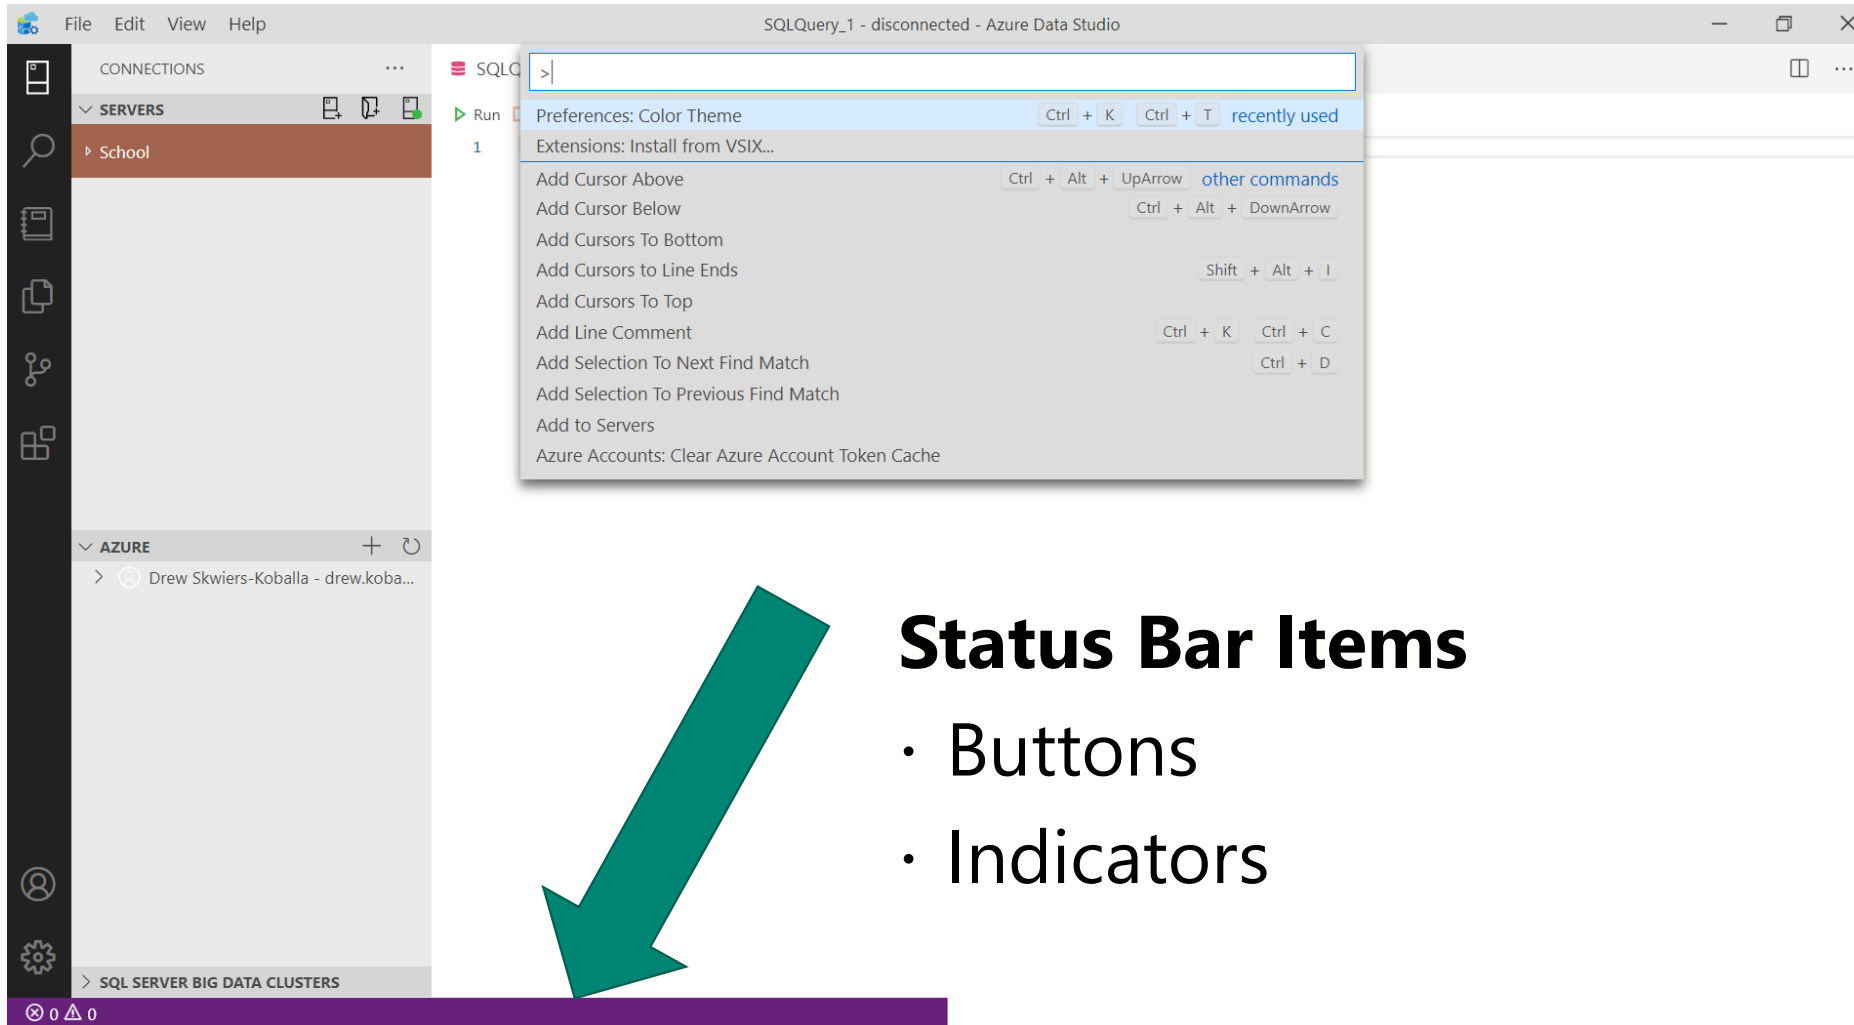 File Edit View Help
SQLQuery_1 - disconnected - Azure Data Studio
CONNECTIONS
SERVERS
School
AZURE
Drew Skwiers-Koballa - drew.koba...
SQL SERVER BIG DATA CLUSTERS
0 0
SQLQ
Run
1
>
Preferences: Color Theme Ctrl + K Ctrl + T recently used
Extensions: Install from VSIX...
Add Cursor Above Ctrl + Alt + UpArrow other commands
Add Cursor Below Ctrl + Alt + DownArrow
Add Cursors To Bottom
Add Cursors to Line Ends Shift + Alt + I
Add Cursors To Top
Add Line Comment Ctrl + K Ctrl + C
Add Selection To Next Find Match Ctrl + D
Add Selection To Previous Find Match
Add to Servers
Azure Accounts: Clear Azure Account Token Cache
Status Bar Items
· Buttons
· Indicators